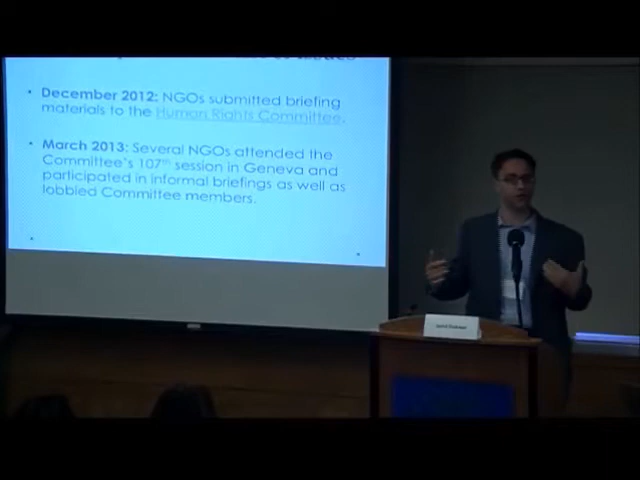 December 2012: NGOs submitted briefing
materials to the Human Rights Committee.
March 2013: Several NGOs attended the
Committee's 107th session in Geneva and
participated in informal briefings as well as
lobbied Committee members.